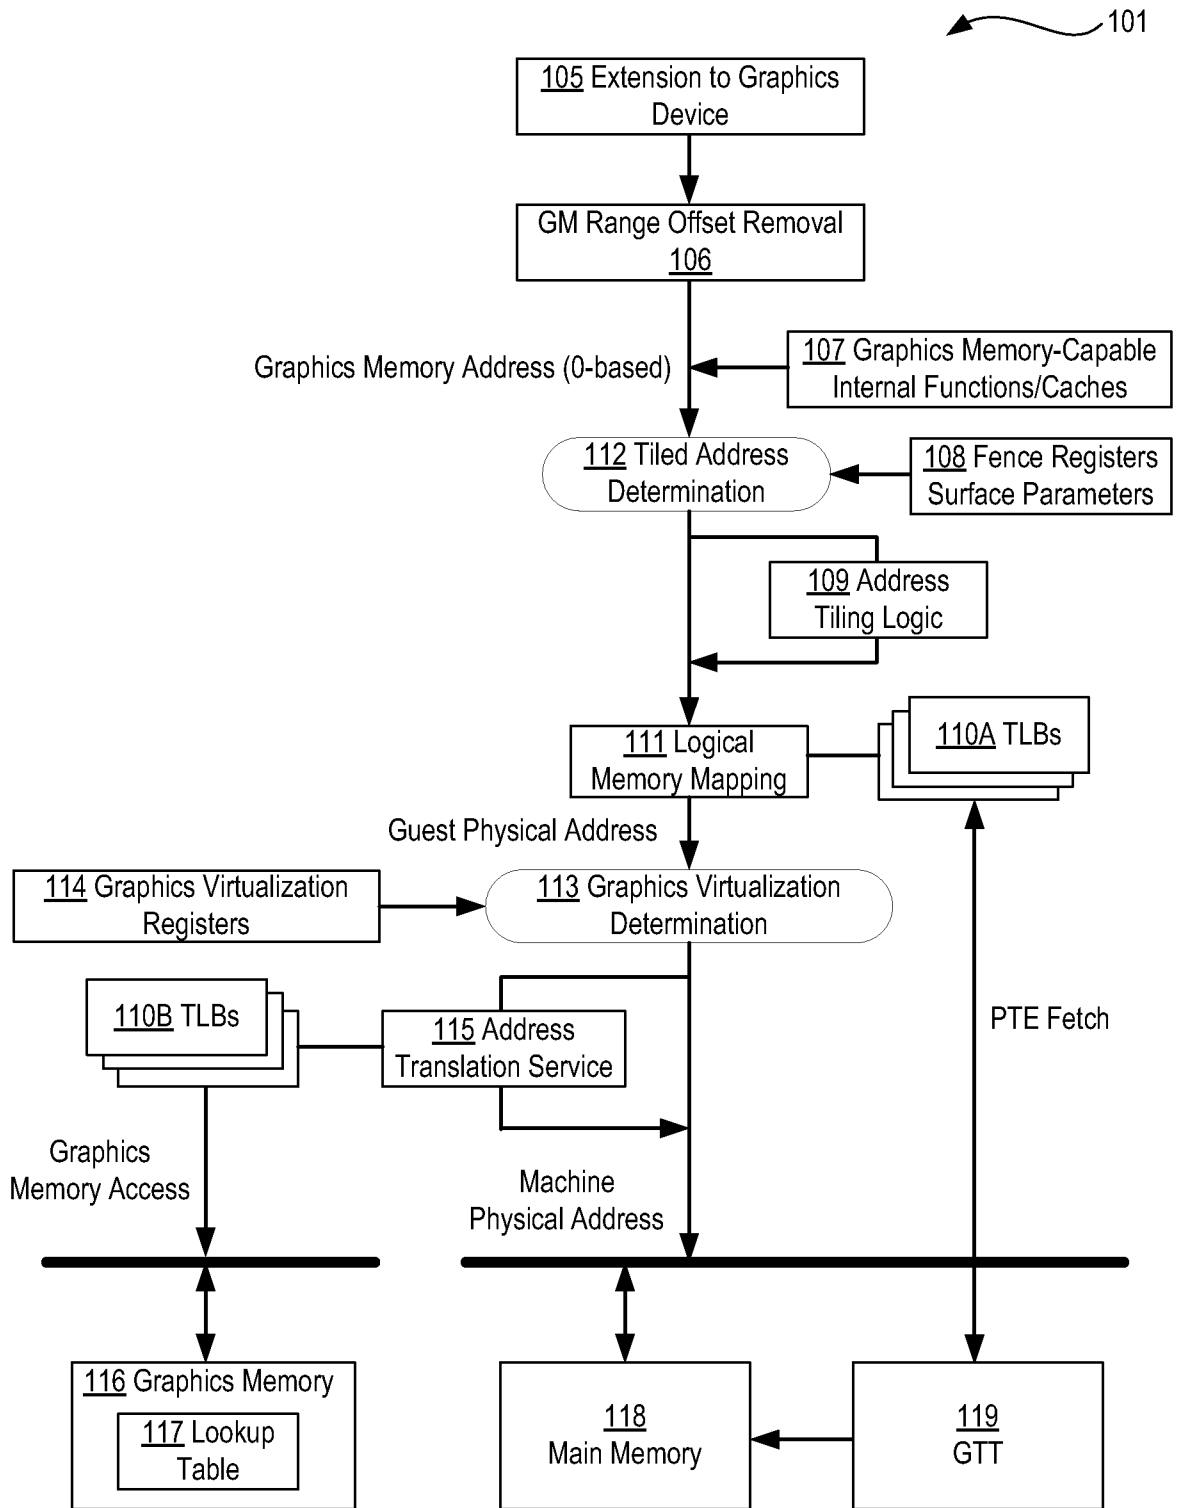 101
105 Extension to Graphics
Device
GM Range Offset Removal
106
Graphics Memory Address (0-based)
107 Graphics Memory-Capable
Internal Functions/Caches
112 Tiled Address
Determination
108 Fence Registers
Surface Parameters
109 Address
Tiling Logic
111 Logical
Memory Mapping
110A TLBs
Guest Physical Address
114 Graphics Virtualization
Registers
113 Graphics Virtualization
Determination
110B TLBs
115 Address
Translation Service
PTE Fetch
Graphics
Memory Access
Machine
Physical Address
116 Graphics Memory
117 Lookup
Table
118
Main Memory
119
GTT